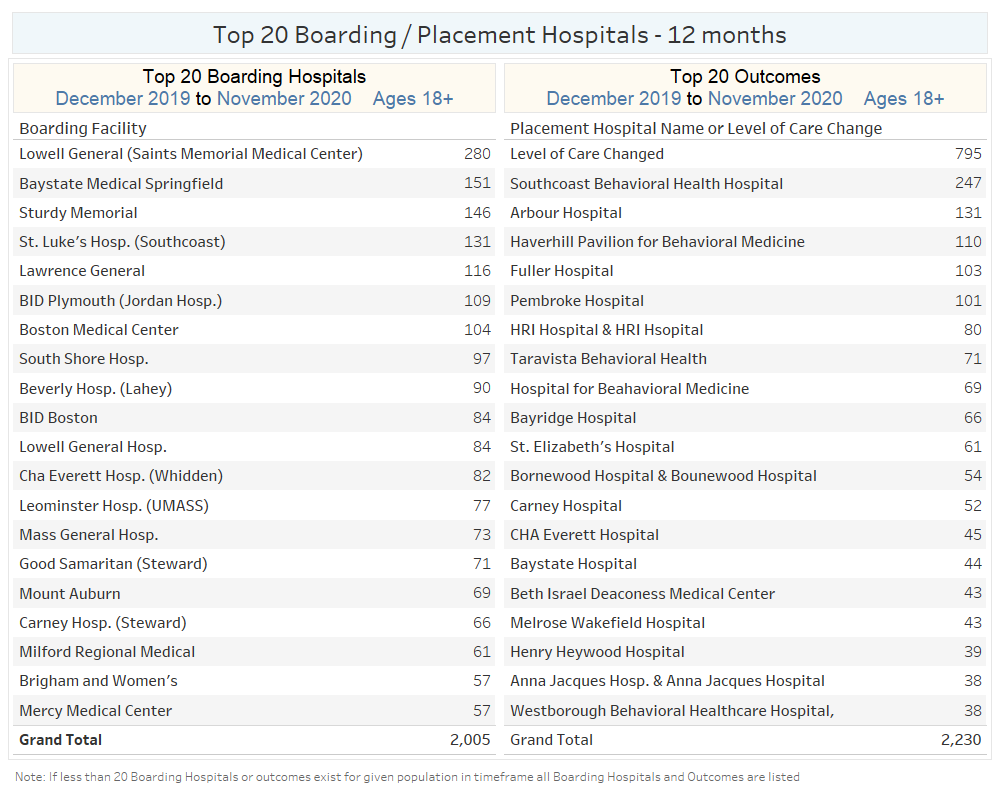 Top 20 Boarding / Placement Hospitals - 12 months
Top 20 Boarding Hospitals
December 2019 to November 2020 Ages 18+
Boarding Facility
Lowell General (Saints Memorial Medical Center) 280
Baystate Medical Springfield 151
Sturdy Memorial 146
St. Luke's Hosp. (Southcoast) 131
Lawrence General 116
BID Plymouth (Jordan Hosp.) 109
Boston Medical Center 104
South Shore Hosp. 97
Beverly Hosp. (Lahey) 90
BID Boston 84
Lowell General Hosp. 84
Cha Everett Hosp. (Whidden) 82
Leominster Hosp. (UMASS) 77
Mass General Hosp. 73
Good Samaritan (Steward) 71
Mount Auburn 69
Carney Hosp. (Steward) 66
Milford Regional Medical 61
Brigham and Women's 57
Mercy Medical Center 57
Grand Total 2,005
Top 20 Outcomes
December 2019 to November 2020 Ages 18+
Placement Hospital Name or Level of Care Change
Level of Care Changed 795
Southcoast Behavioral Health Hospital 247
Arbour Hospital 131
Haverhill Pavilion for Behavioral Medicine 110
Fuller Hospital 103
Pembroke Hospital 101
HRI Hospital & HRI Hsopital 80
Taravista Behavioral Health 71
Hospital for Beahavioral Medicine 69
Bayridge Hospital 66
St. Elizabeth's Hospital 61
Bornewood Hospital & Bounewood Hospital 54
Carney Hospital 52
CHA Everett Hospital 45
Baystate Hospital 44
Beth Israel Deaconess Medical Center 43
Melrose Wakefield Hospital 43
Henry Heywood Hospital 39
Anna Jacques Hosp. & Anna Jacques Hospital 38
Westborough Behavioral Healthcare Hospital, 38
Grand Total 2,230
Note: If less than 20 Boarding Hospitals or outcomes exist for given population in timeframe all Boarding Hospitals and Outcomes are listed